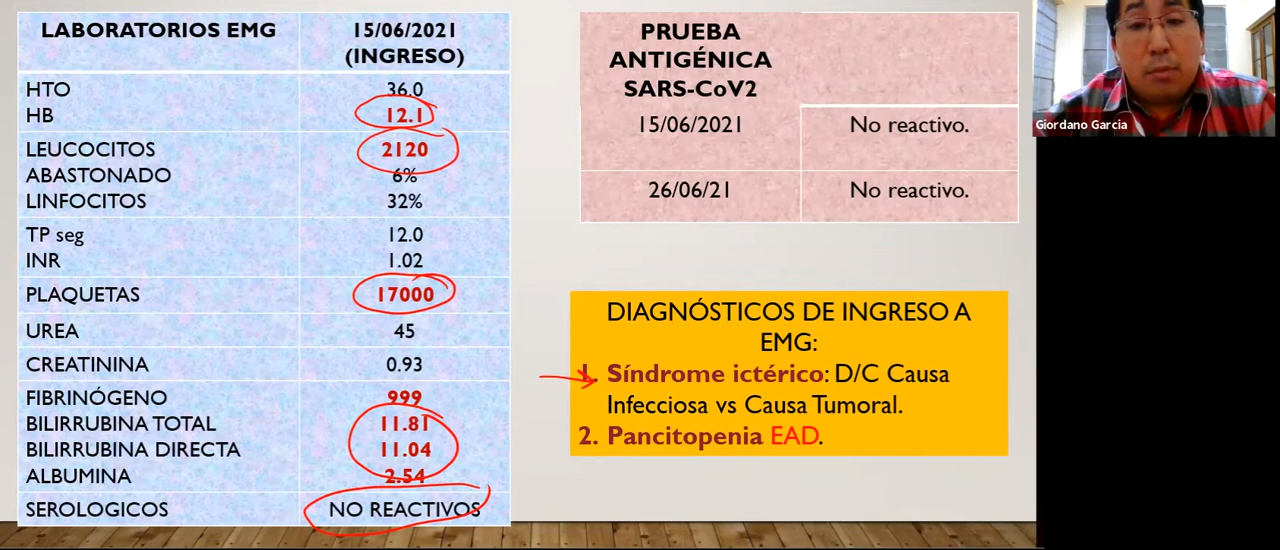 LABORATORIOS EMG 15/06/2021
(INGRESO)
HTO 36.0
HB 12.1
LEUCOCITOS 2120
ABASTONADO 6%
LINFOCITOS 32%
TP seg 12.0
INR 1.02
PLAQUETAS 17000
UREA 45
CREATININA 0.93
FIBRINÓGENO 999
BILIRRUBINA TOTAL 11.81
BILIRRUBINA DIRECTA 11.04
ALBUMINA 2.54
SEROLOGICOS NO REACTIVOS
PRUEBA
ANTIGÉNICA
SARS-CoV2
15/06/2021 No reactivo.
26/06/21 No reactivo.
DIAGNÓSTICOS DE INGRESO A
EMG:
1. Síndrome ictérico: D/C Causa
Infecciosa vs Causa Tumoral.
2. Pancitopenia EAD.
Giordano Garcia